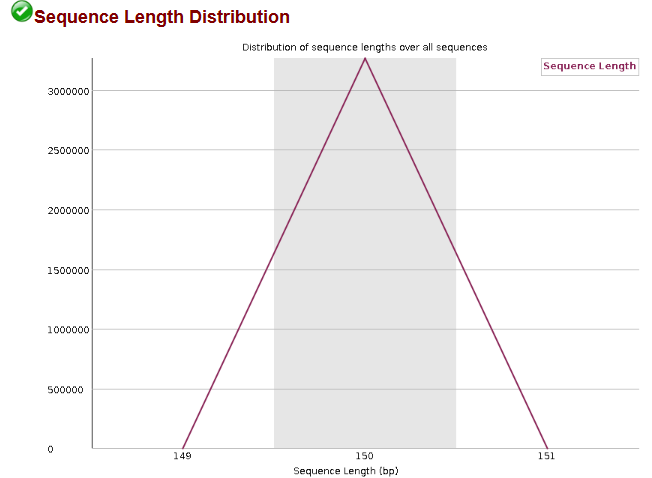 Sequence Length Distribution
Distribution of sequence lengths over all sequences
Sequence Length
3000000
2500000
2000000
1500000
1000000
500000
0
149 150 151
Sequence Length (bp)